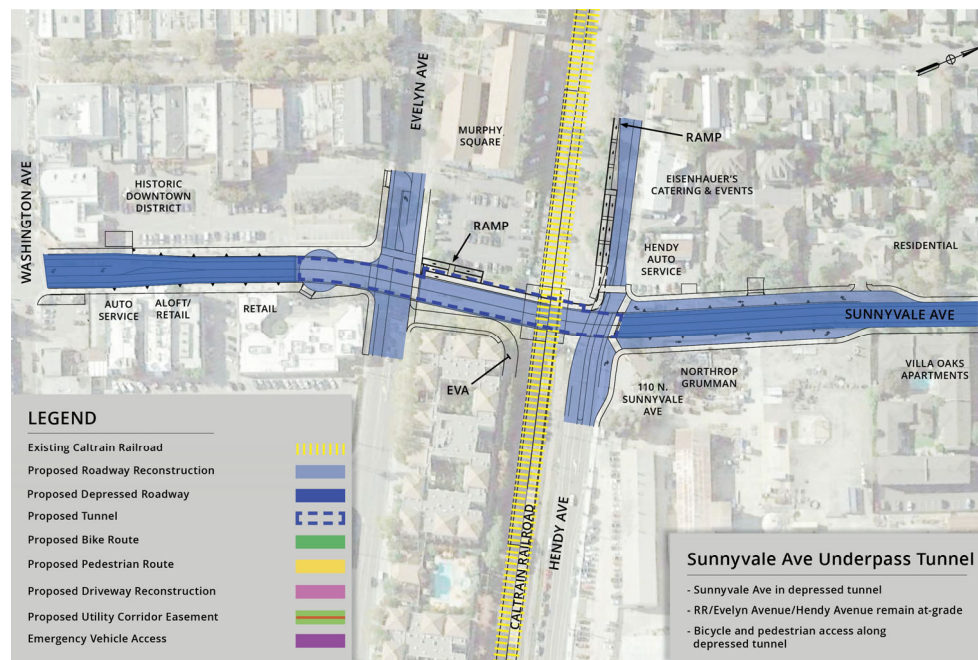 WASHINGTON AVE
EVELYN AVE
MURPHY
SQUARE
HISTORIC
DOWNTOWN
DISTRICT
RAMP
RAMP
EISENHAUER'S
CATERING & EVENTS
HENDY
AUTO
SERVICE
RESIDENTIAL
AUTO
SERVICE
ALOFT/
RETAIL
RETAIL
SUNNYVALE AVE
EVA
110 N.
SUNNYVALE
AVE
NORTHROP
GRUMMAN
VILLA OAKS
APARTMENTS
CALTRAIN RAILROAD
HENDY AVE
LEGEND
Existing Caltrain Railroad
Proposed Roadway Reconstruction
Proposed Depressed Roadway
Proposed Tunnel
Proposed Bike Route
Proposed Pedestrian Route
Proposed Driveway Reconstruction
Proposed Utility Corridor Easement
Emergency Vehicle Access
Sunnyvale Ave Underpass Tunnel
- Sunnyvale Ave in depressed tunnel
- RR/Evelyn Avenue/Hendy Avenue remain at-grade
- Bicycle and pedestrian access along
depressed tunnel